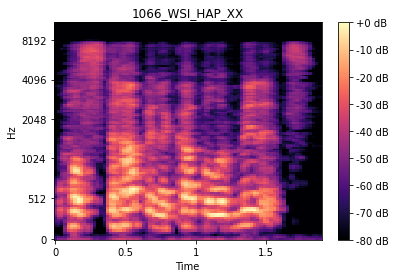 1066_WSI_HAP_XX
8192
4096
2048
1024
512
0
Hz
0
0.5
1
1.5
Time
+0 dB
-10 dB
-20 dB
-30 dB
-40 dB
-50 dB
-60 dB
-70 dB
-80 dB